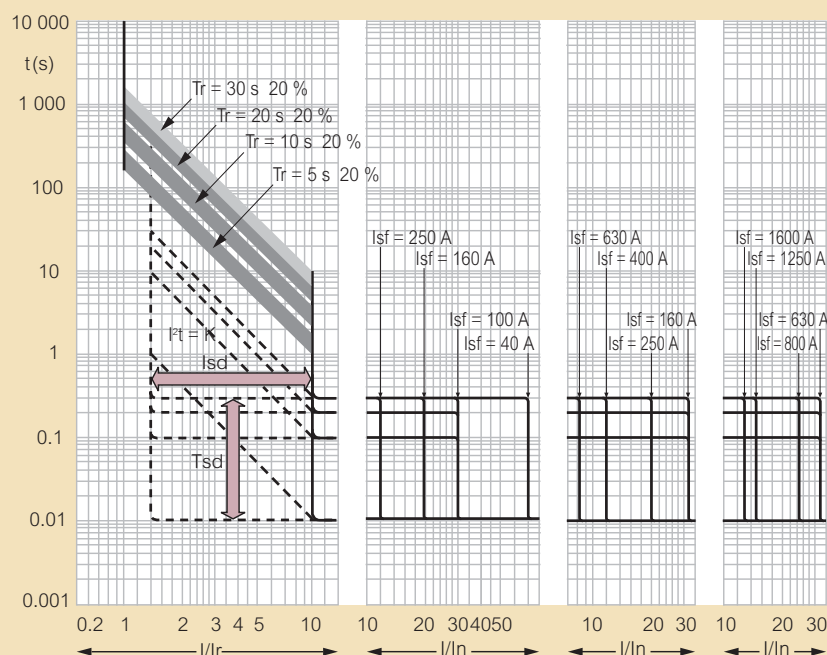 10 000
t(s)
1 000
100
10
1
0.1
0.01
0.001
Tr = 30 s 20 %
Tr = 20 s 20 %
Tr = 10 s 20 %
Tr = 5 s 20 %
I²t = K
Isd
Tsd
0.2 1 2 3 4 5 10
I/Ir
Isf = 250 A
Isf = 160 A
Isf = 100 A
Isf = 40 A
10 20 30 40 50
I/In
Isf = 630 A
Isf = 400 A
Isf = 160 A
Isf = 250 A
10 20 30
I/In
Isf = 1600 A
Isf = 1250 A
Isf = 630 A
Isf = 800 A
10 20 30
I/In